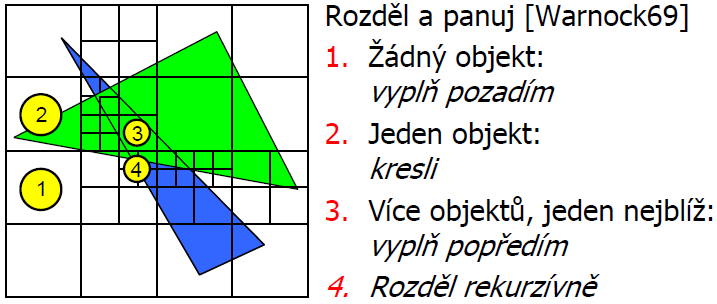 Rozděl a panuj [Warnock69]
1. Žádný objekt:
vyplň pozadím
2. Jeden objekt:
kresli
3. Více objektů, jeden nejblíž:
vyplň popředím
4. Rozděl rekurzívně
2
3
4
1